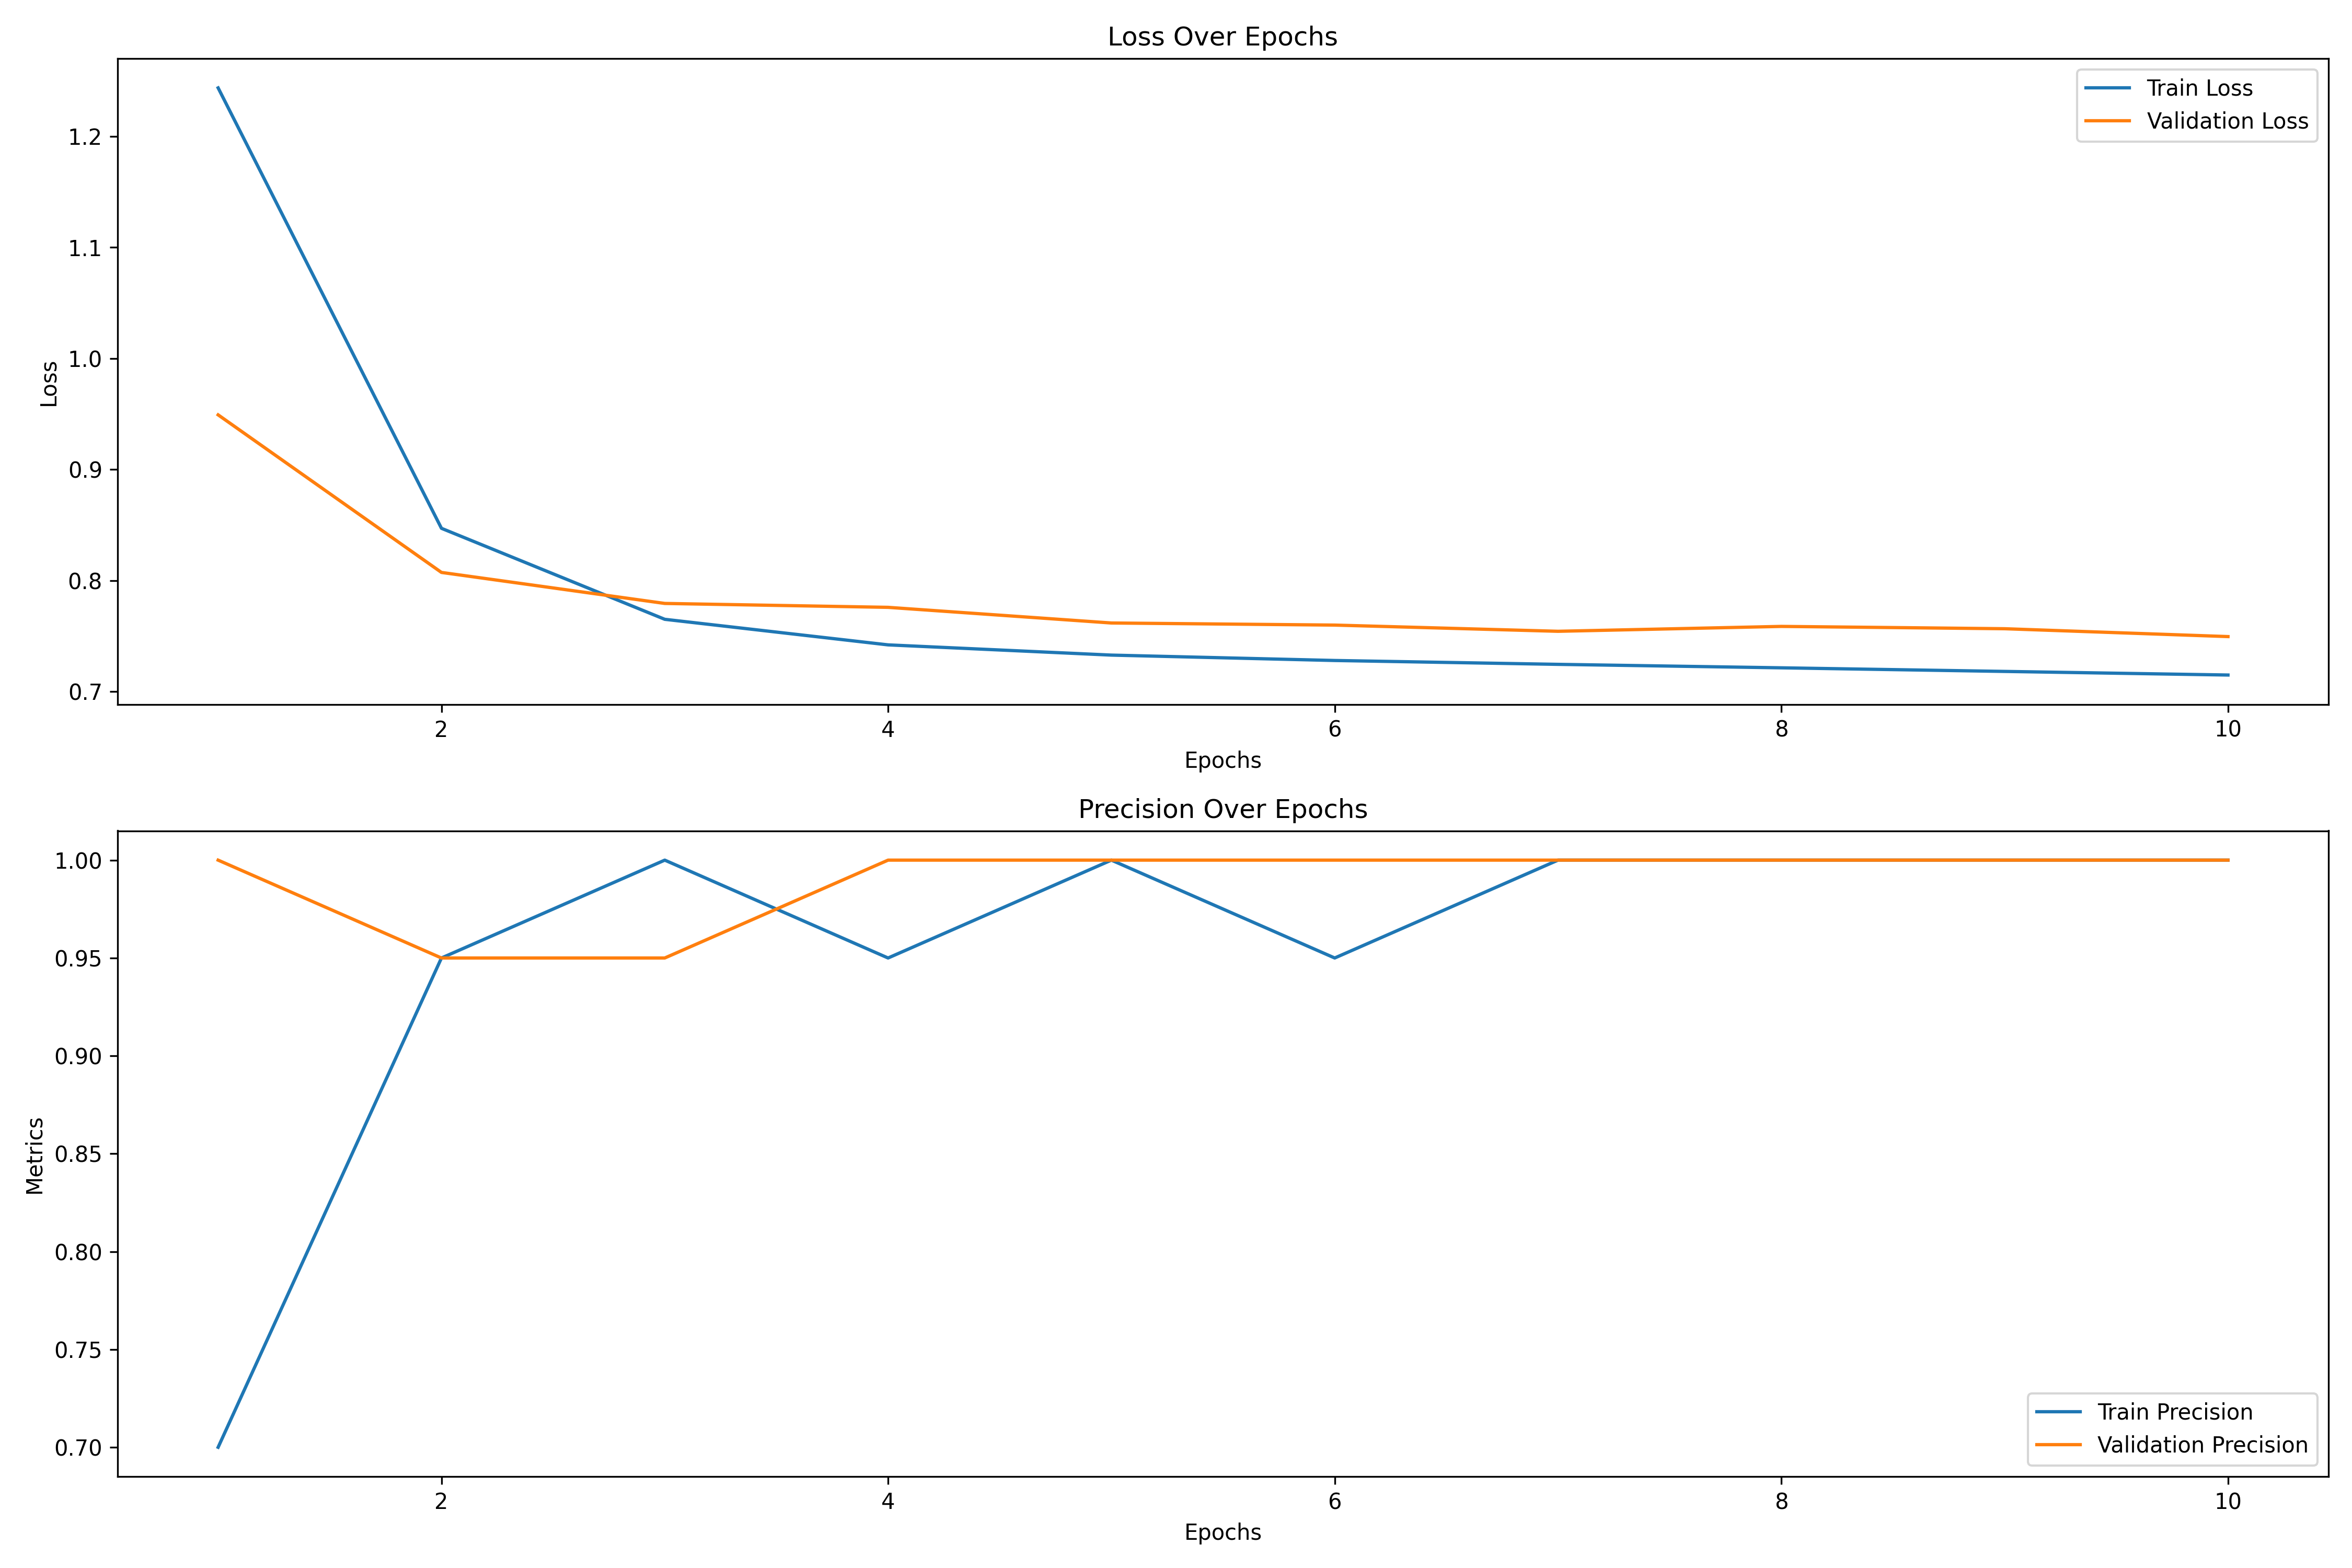 Loss Over Epochs
Train Loss
Validation Loss
1.2
1.1
1.0
0.9
0.8
0.7
Loss
2 4 6 8 10
Epochs
Precision Over Epochs
1.00
0.95
0.90
0.85
0.80
0.75
0.70
Metrics
Train Precision
Validation Precision
2 4 6 8 10
Epochs